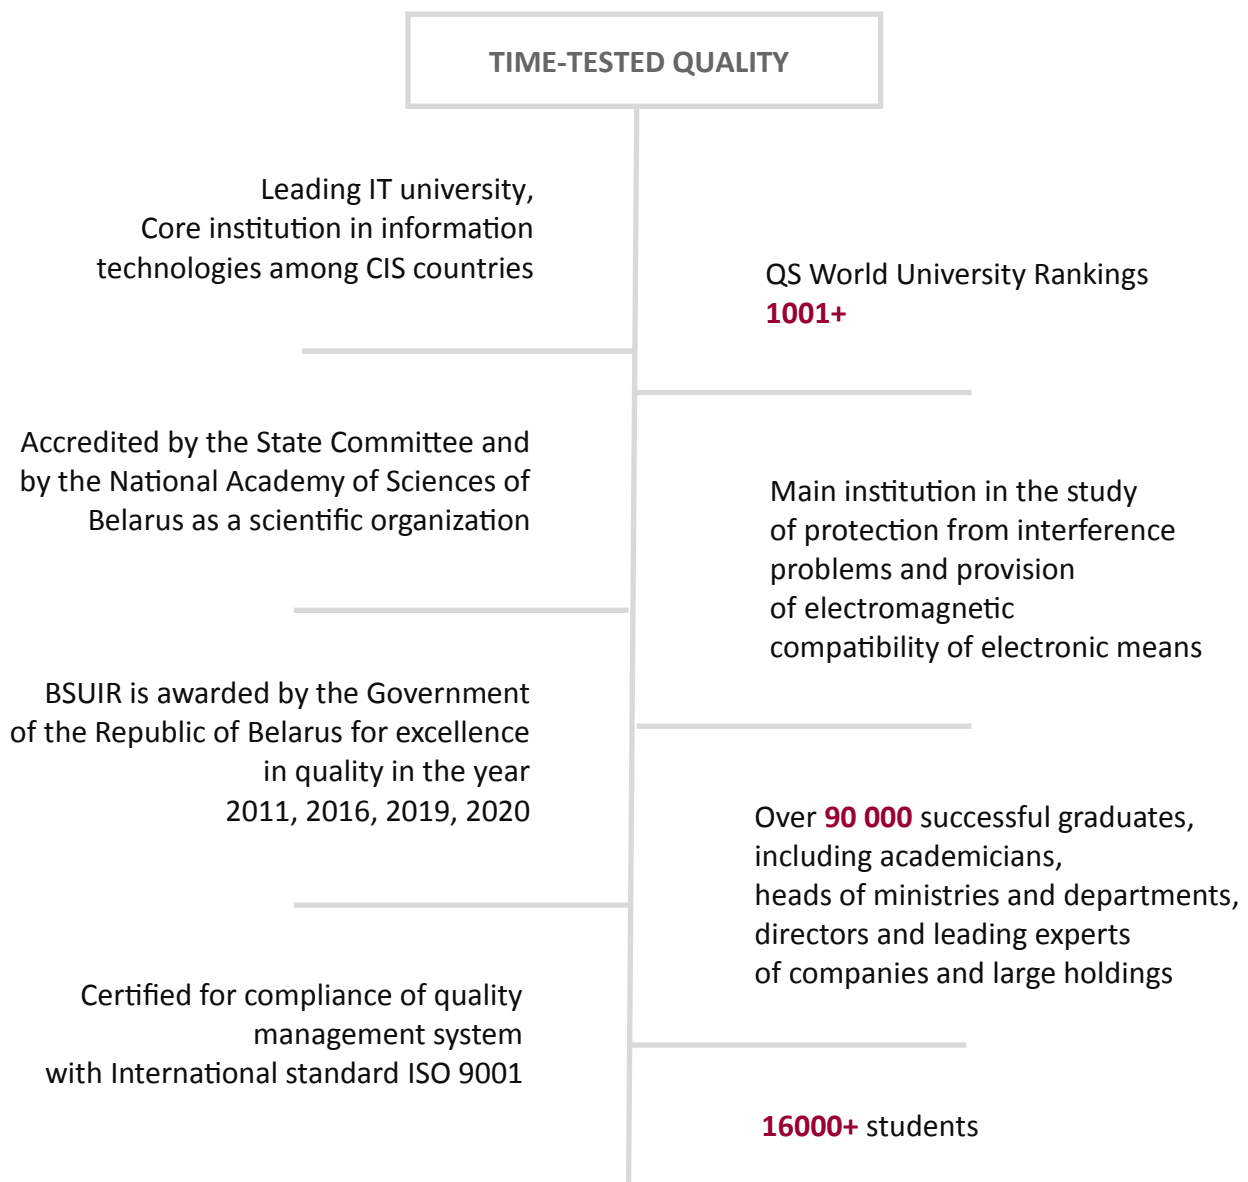 TIME-TESTED QUALITY
Leading IT university,
Core institution in information
technologies among CIS countries
QS World University Rankings
1001+
Accredited by the State Committee and
by the National Academy of Sciences of
Belarus as a scientific organization
Main institution in the study
of protection from interference
problems and provision
of electromagnetic
compatibility of electronic means
BSUIR is awarded by the Government
of the Republic of Belarus for excellence
in quality in the year
2011, 2016, 2019, 2020
Over 90 000 successful graduates,
including academicians,
heads of ministries and departments,
directors and leading experts
of companies and large holdings
Certified for compliance of quality
management system
with International standard ISO 9001
16000+ students